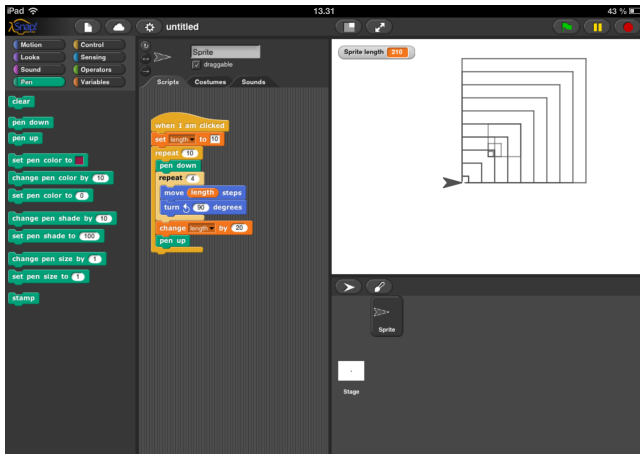 iPad 13.31 43 %
Snap! untitled
Motion Control
Looks Sensing
Sound Operators
Pen Variables
clear
pen down
pen up
set pen color to
change pen color by 10
set pen color to 0
change pen shade by 10
set pen shade to 100
change pen size by 1
set pen size to 1
stamp
Sprite
draggable
Scripts Costumes Sounds
when I am clicked
set length to 10
repeat 10
pen down
repeat 4
move length steps
turn 90 degrees
change length by 20
pen up
Sprite length 210
Sprite
Stage